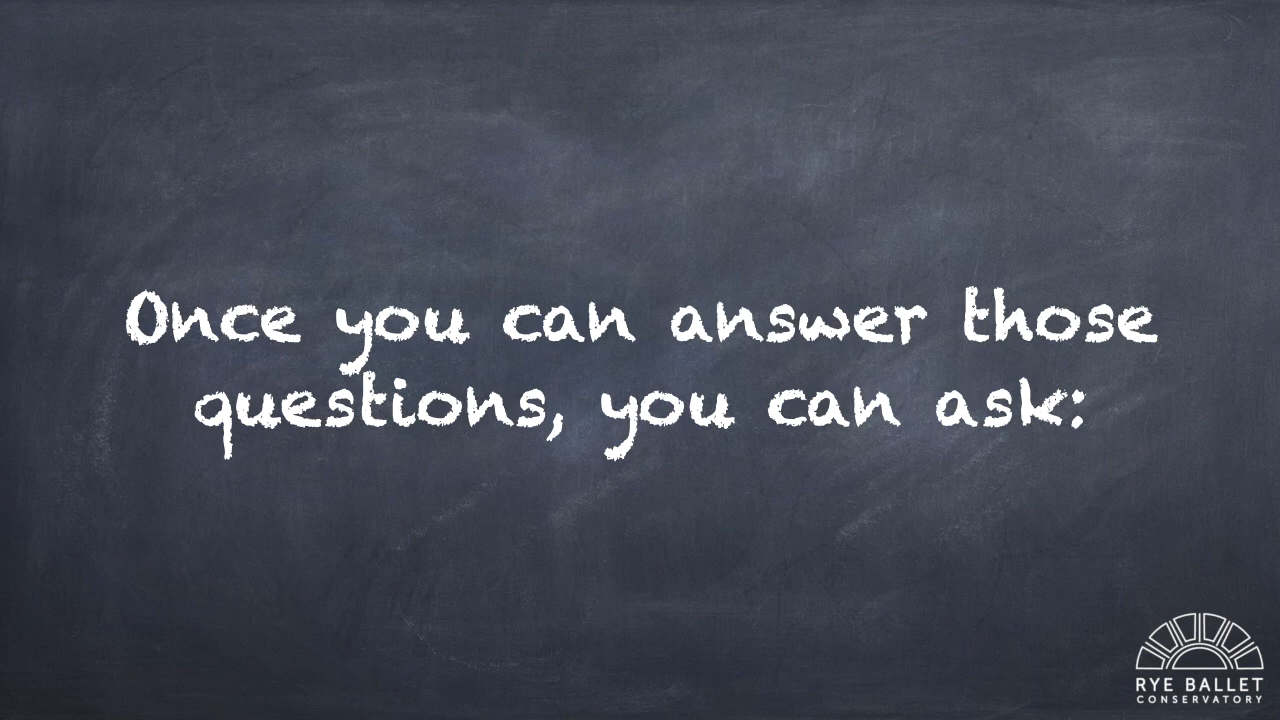 Once you can answer those
questions, you can ask:
RYE BALLET
CONSERVATORY